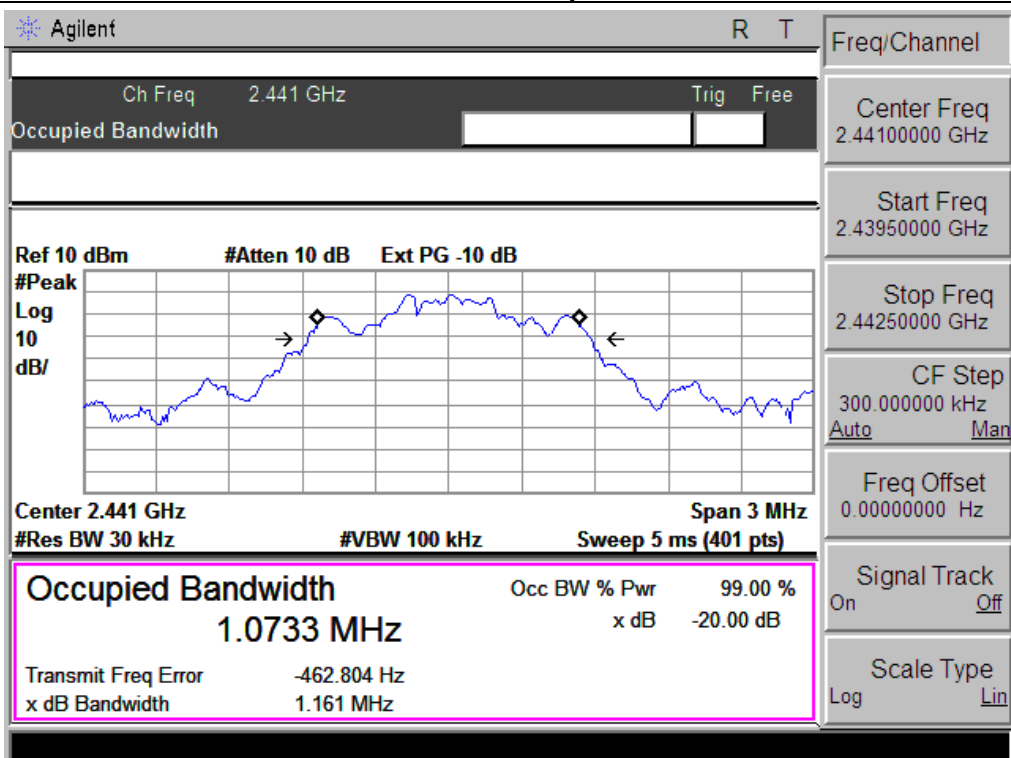 Agilent R T
Ch Freq 2.441 GHz Trig Free
Occupied Bandwidth
Ref 10 dBm #Atten 10 dB Ext PG -10 dB
#Peak
Log
10
dB/
Center 2.441 GHz Span 3 MHz
#Res BW 30 kHz #VBW 100 kHz Sweep 5 ms (401 pts)
Occupied Bandwidth Occ BW % Pwr 99.00 %
1.0733 MHz x dB -20.00 dB
Transmit Freq Error -462.804 Hz
x dB Bandwidth 1.161 MHz
Freq/Channel
Center Freq
2.44100000 GHz
Start Freq
2.43950000 GHz
Stop Freq
2.44250000 GHz
CF Step
300.000000 kHz
Auto Man
Freq Offset
0.00000000 Hz
Signal Track
On Off
Scale Type
Log Lin